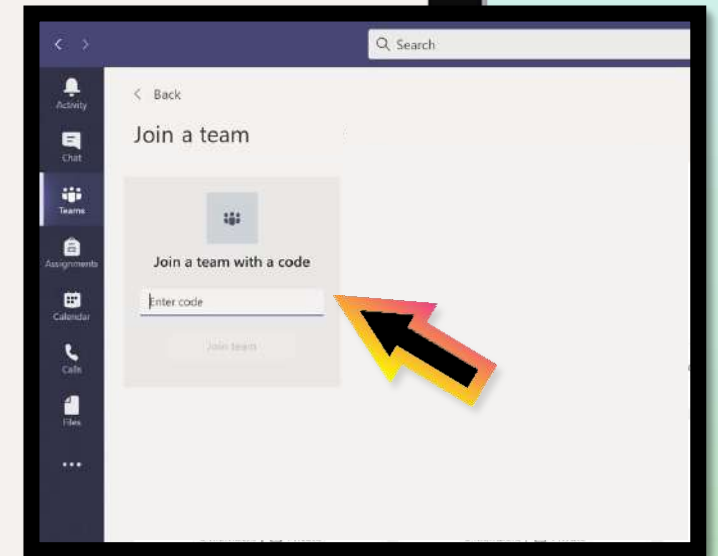 Search
Activity
Chat
Teams
Assignments
Calendar
Calls
Files
Back
Join a team
Join a team with a code
Enter code
Join team